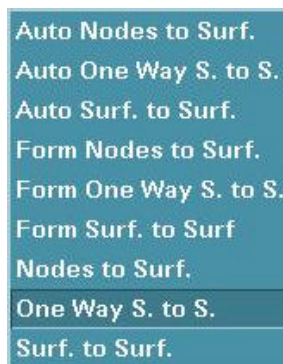 Auto Nodes to Surf.
Auto One Way S. to S.
Auto Surf. to Surf.
Form Nodes to Surf.
Form One Way S. to S.
Form Surf. to Surf
Nodes to Surf.
One Way S. to S.
Surf. to Surf.